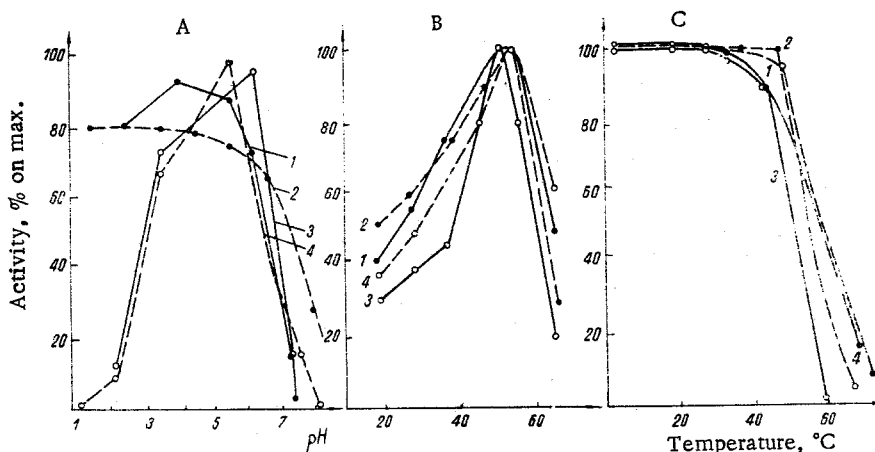 A B C
Activity, % on max.
100 100 100
80 80 80
60 60 60
40 40 40
20 20 20
1 2 3 4
2 1 4 3
2 1 3 4
1 3 5 7 40 60 20 40 60
pH Temperature, °C